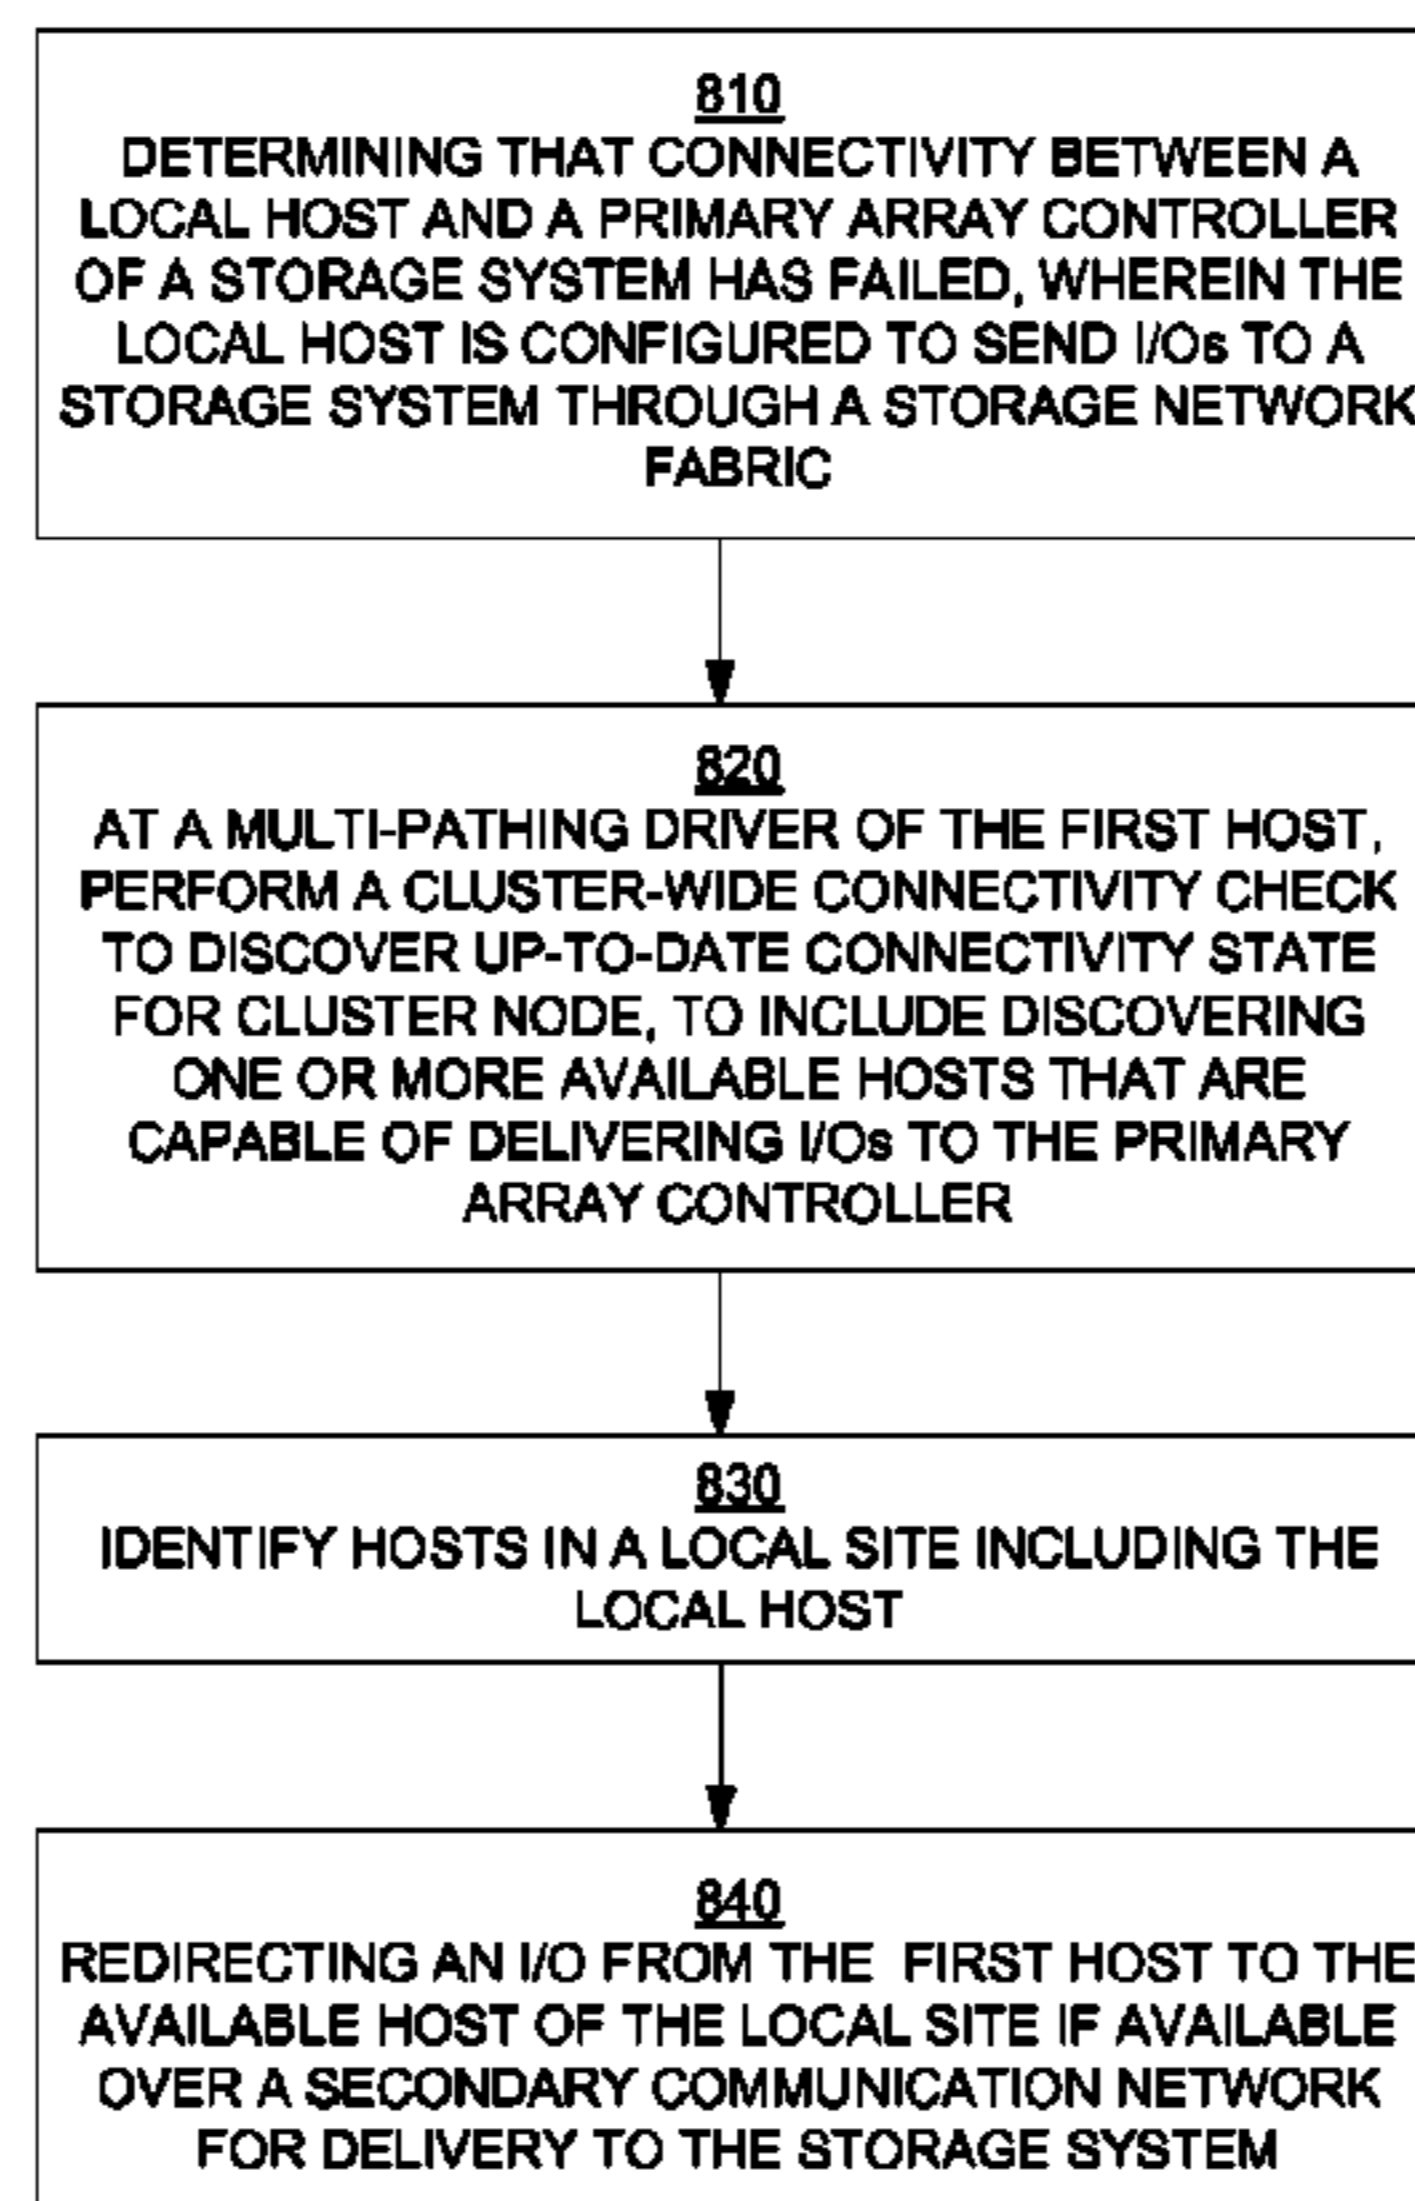 810
DETERMINING THAT CONNECTIVITY BETWEEN A
LOCAL HOST AND A PRIMARY ARRAY CONTROLLER
OF A STORAGE SYSTEM HAS FAILED, WHEREIN THE
LOCAL HOST IS CONFIGURED TO SEND I/Os TO A
STORAGE SYSTEM THROUGH A STORAGE NETWORK
FABRIC
820
AT A MULTI-PATHING DRIVER OF THE FIRST HOST,
PERFORM A CLUSTER-WIDE CONNECTIVITY CHECK
TO DISCOVER UP-TO-DATE CONNECTIVITY STATE
FOR CLUSTER NODE, TO INCLUDE DISCOVERING
ONE OR MORE AVAILABLE HOSTS THAT ARE
CAPABLE OF DELIVERING I/Os TO THE PRIMARY
ARRAY CONTROLLER
830
IDENTIFY HOSTS IN A LOCAL SITE INCLUDING THE
LOCAL HOST
840
REDIRECTING AN I/O FROM THE FIRST HOST TO THE
AVAILABLE HOST OF THE LOCAL SITE IF AVAILABLE
OVER A SECONDARY COMMUNICATION NETWORK
FOR DELIVERY TO THE STORAGE SYSTEM